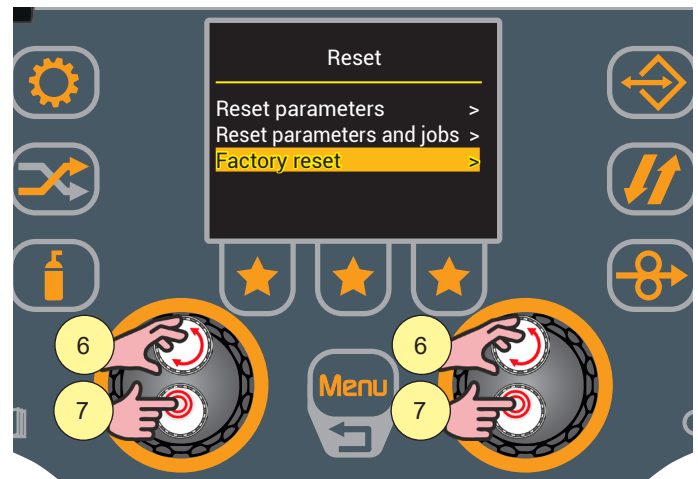 Reset
Reset parameters >
Reset parameters and jobs >
Factory reset >
6
6
7
7
Menu